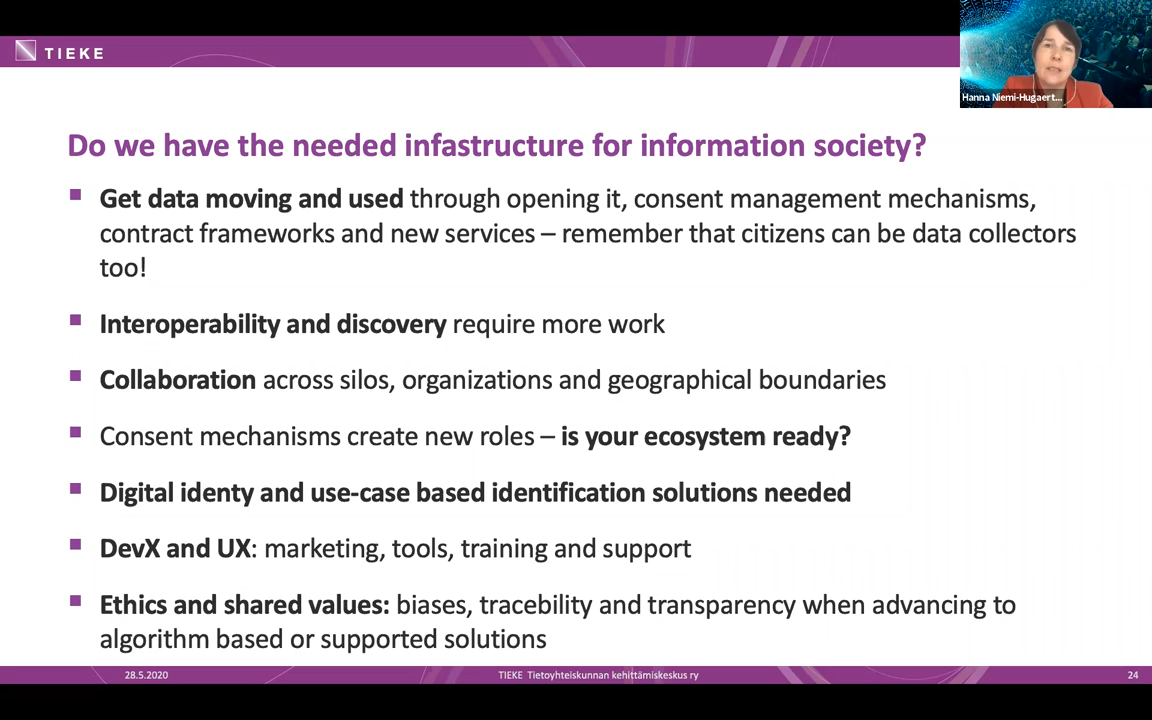 TIEKE
Hanna Niemi-Hugaert...
Do we have the needed infastructure for information society?
Get data moving and used through opening it, consent management mechanisms,
contract frameworks and new services – remember that citizens can be data collectors
too!
Interoperability and discovery require more work
Collaboration across silos, organizations and geographical boundaries
Consent mechanisms create new roles – is your ecosystem ready?
Digital identy and use-case based identification solutions needed
DevX and UX: marketing, tools, training and support
Ethics and shared values: biases, tracebility and transparency when advancing to
algorithm based or supported solutions
28.5.2020
TIEKE Tietoyhteiskunnan kehittämiskeskus ry
24